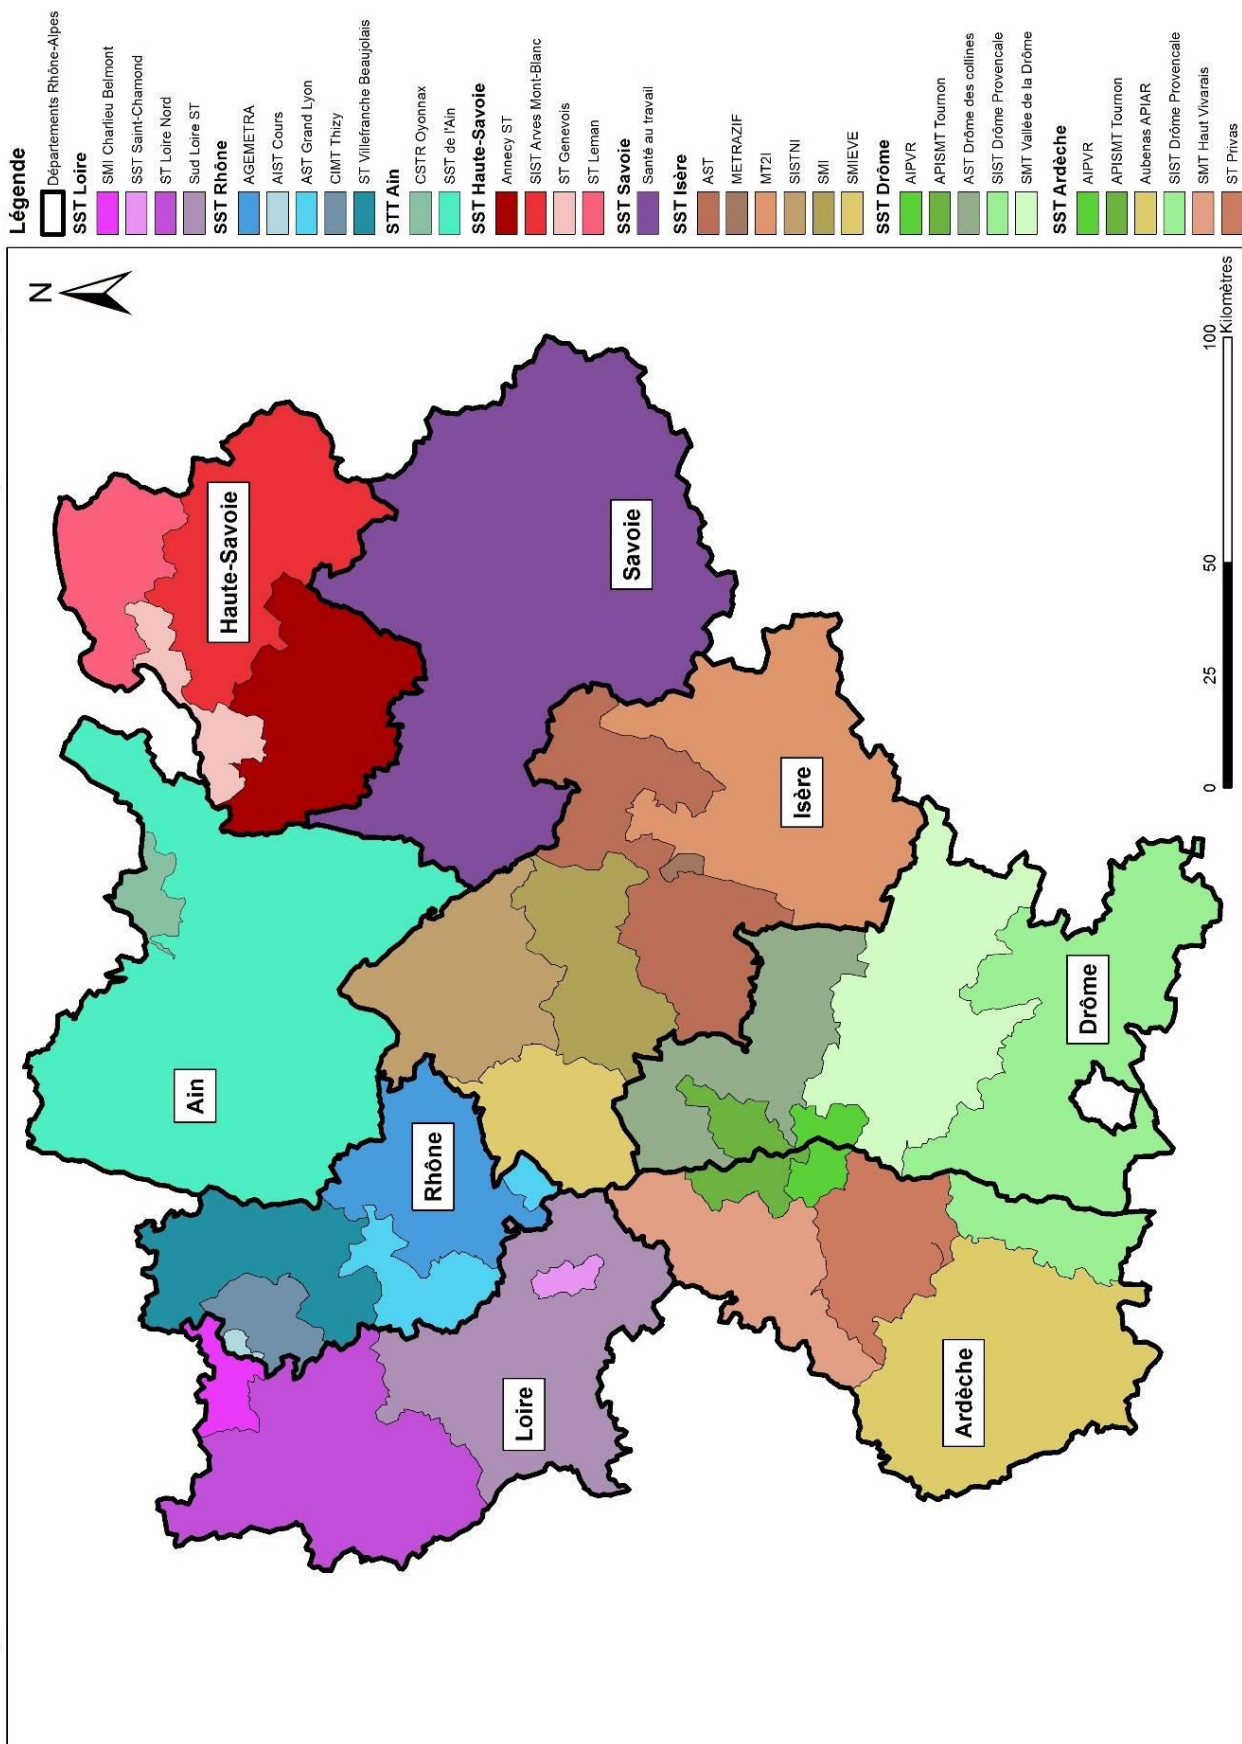 Légende
Départements Rhône-Alpes
SST Loire
SMI Charlieu Belmont
SST Saint-Chamond
ST Loire Nord
Sud Loire ST
SST Rhône
AGEMETRA
AIST Cours
AST Grand Lyon
CIMT Thizy
ST Villefranche Beaujolais
STT Ain
CSTR Oyonnax
SST de l'Ain
SST Haute-Savoie
Annecy ST
SIST Arves Mont-Blanc
ST Genevois
ST Leman
SST Savoie
Santé au travail
SST Isère
AST
METRAZIF
MT2I
SISTNI
SMI
SMIEVE
SST Drôme
AIPVR
APISMT Tournon
AST Drôme des collines
SIST Drôme Provencale
SMT Vallée de la Drôme
SST Ardèche
AIPVR
APISMT Tournon
Aubenas APIAR
SIST Drôme Provencale
SMT Haut Vivarais
ST Privas
N
Haute-Savoie
Ain
Savoie
Rhône
Loire
Isère
Drôme
Ardèche
0 25 50 100
Kilomètres